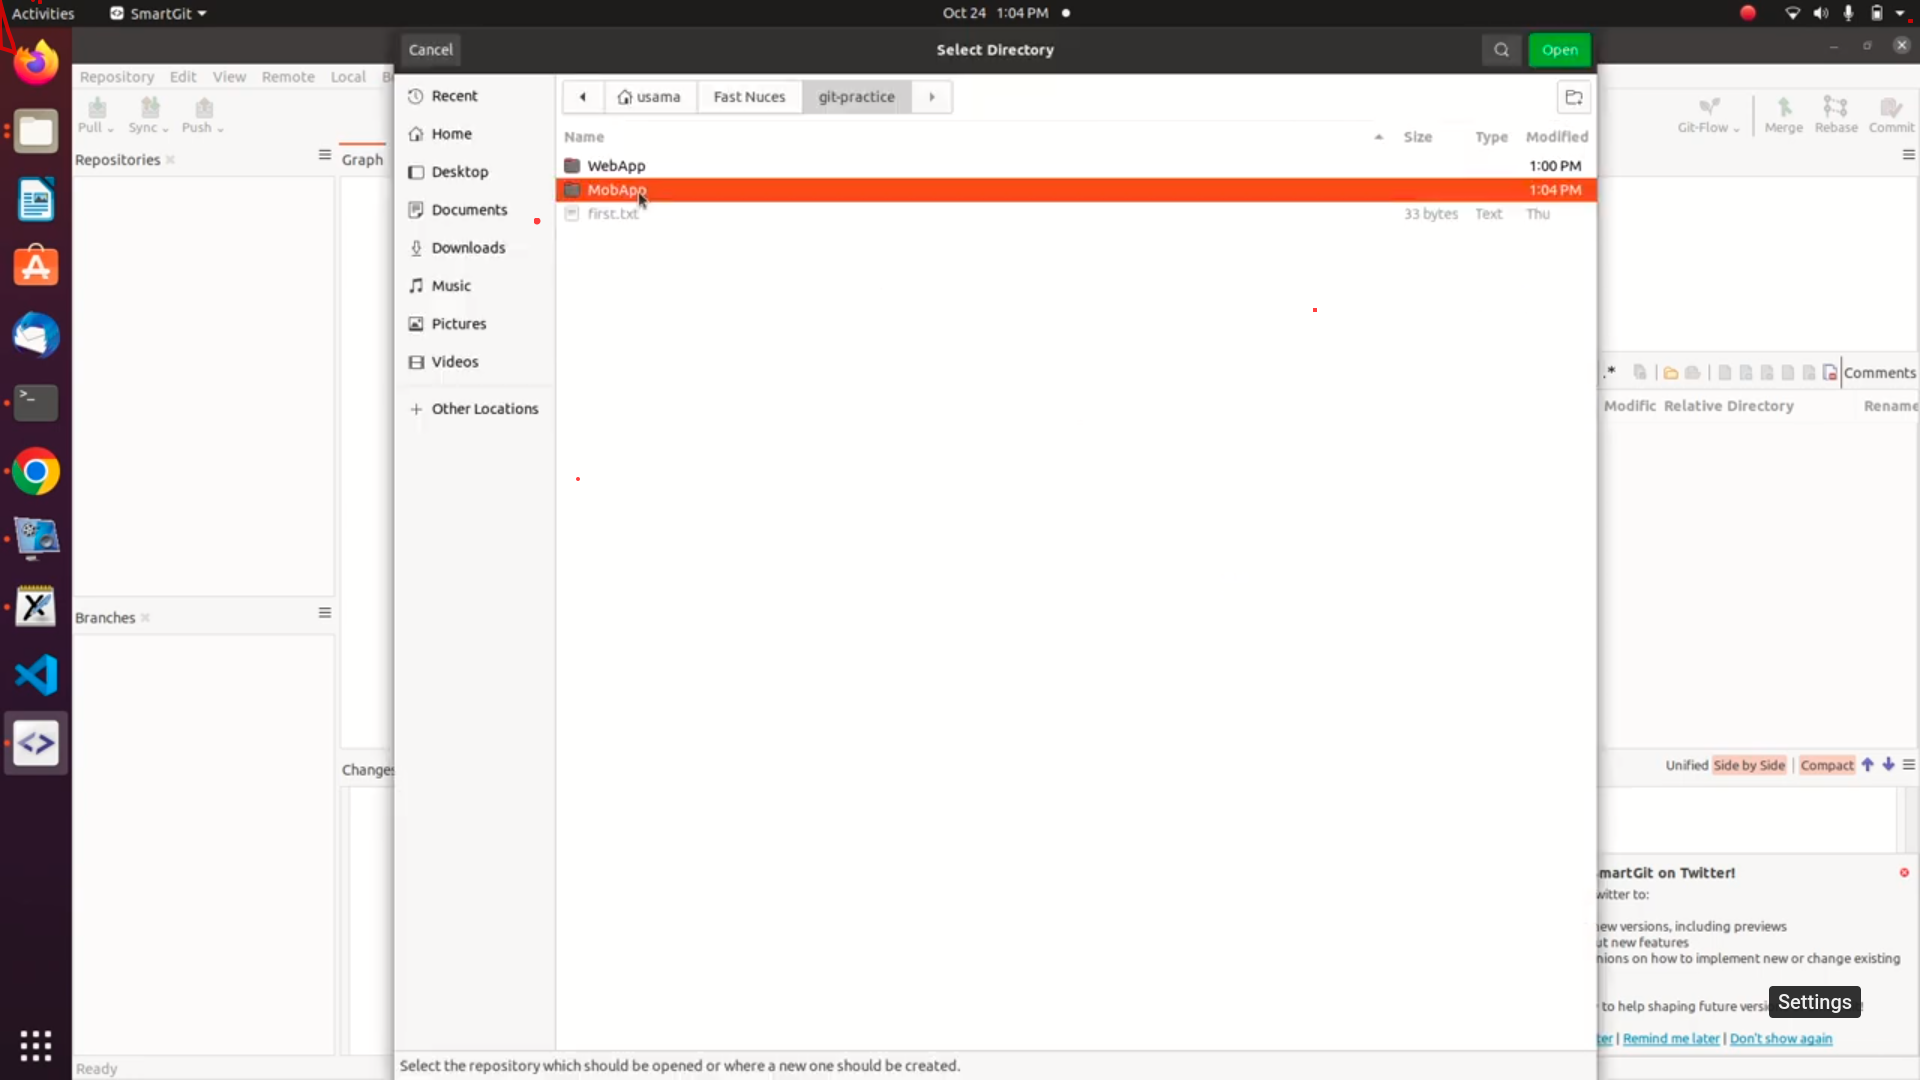 Activities
SmartGit
Oct 24 1:04 PM
Cancel
Select Directory
Open
Repository Edit View Remote Local B
Pull
Sync
Push
Repositories
Graph
Branches
Changes
Ready
Recent
Home
Desktop
Documents
Downloads
Music
Pictures
Videos
Other Locations
usama
Fast Nuces
git-practice
Name Size Type Modified
WebApp 1:00 PM
MobApp 1:04 PM
first.txt 33 bytes Text Thu
Select the repository which should be opened or where a new one should be created.
Git-Flow
Merge
Rebase
Commit
.*
Comments
Modific Relative Directory Rename
Unified Side by Side | Compact
martGit on Twitter!
witter to:
ew versions, including previews
ut new features
nions on how to implement new or change existing
to help shaping future versi
Settings
!
ter | Remind me later | Don't show again